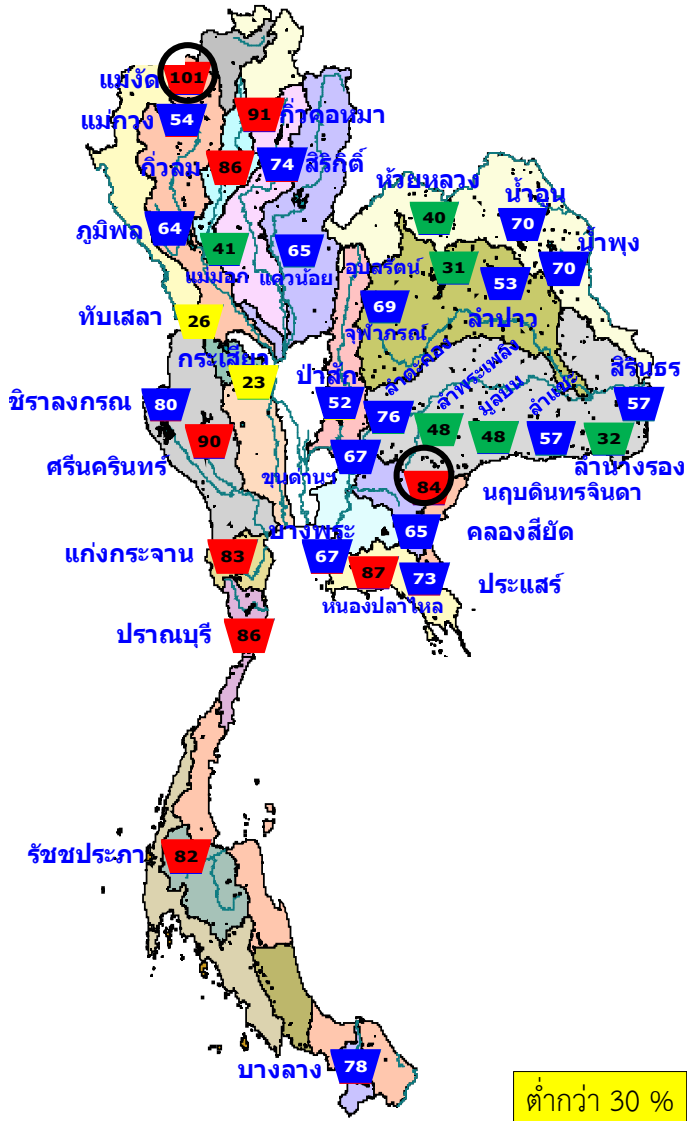 แม่งัด 101
แม่กวง 54
91 กิ่วคอหมา
กิ่วลม 86
74 สิริกิติ์
ห้วยหลวง 40
น้ำอูน 70
ภูมิพล 64
41 แม่มอก
65 แควน้อย
น้ำพุง 70
อุบลรัตน์ 31
53 ลำปาว
69 จุฬาภรณ์
ทับเสลา 26
กระเสียว 23
ป่าสัก 52
ลำตะคอง 76
ลำพระเพลิง 48
มูลบน 48
ลำแชะ 57
สิรินธร 57
วชิราลงกรณ 80
ศรีนครินทร์ 90
32 ลำนางรอง
ขุนด่านฯ 67
84 นฤบดินทรจินดา
65 คลองสียัด
บางพระ 67
แก่งกระจาน 83
87 หนองปลาไหล
73 ประแสร์
ปราณบุรี 86
รัชชประภา 82
บางลาง 78
ต่ำกว่า 30 %